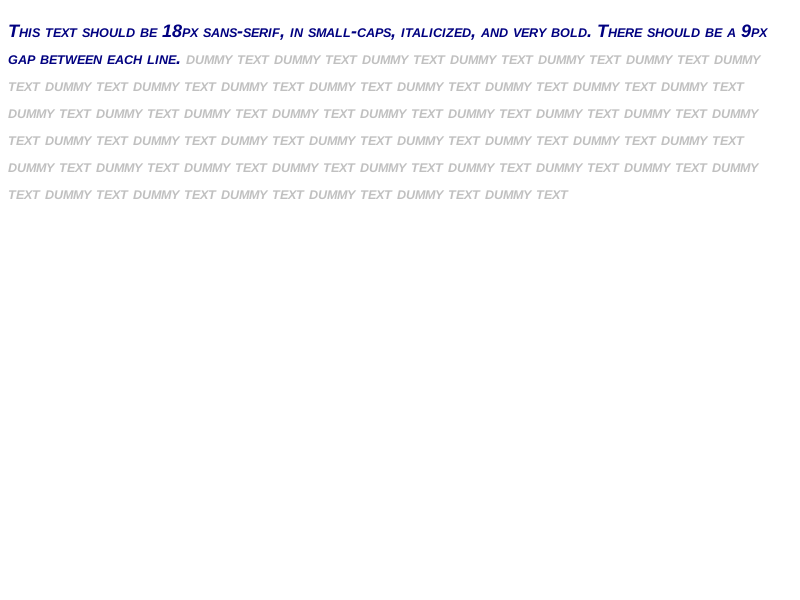 This text should be 18px sans-serif, in small-caps, italicized, and very bold. There should be a 9px
gap between each line. dummy text dummy text dummy text dummy text dummy text dummy text dummy
text dummy text dummy text dummy text dummy text dummy text dummy text dummy text dummy text
dummy text dummy text dummy text dummy text dummy text dummy text dummy text dummy text dummy
text dummy text dummy text dummy text dummy text dummy text dummy text dummy text dummy text
dummy text dummy text dummy text dummy text dummy text dummy text dummy text dummy text dummy
text dummy text dummy text dummy text dummy text dummy text dummy text